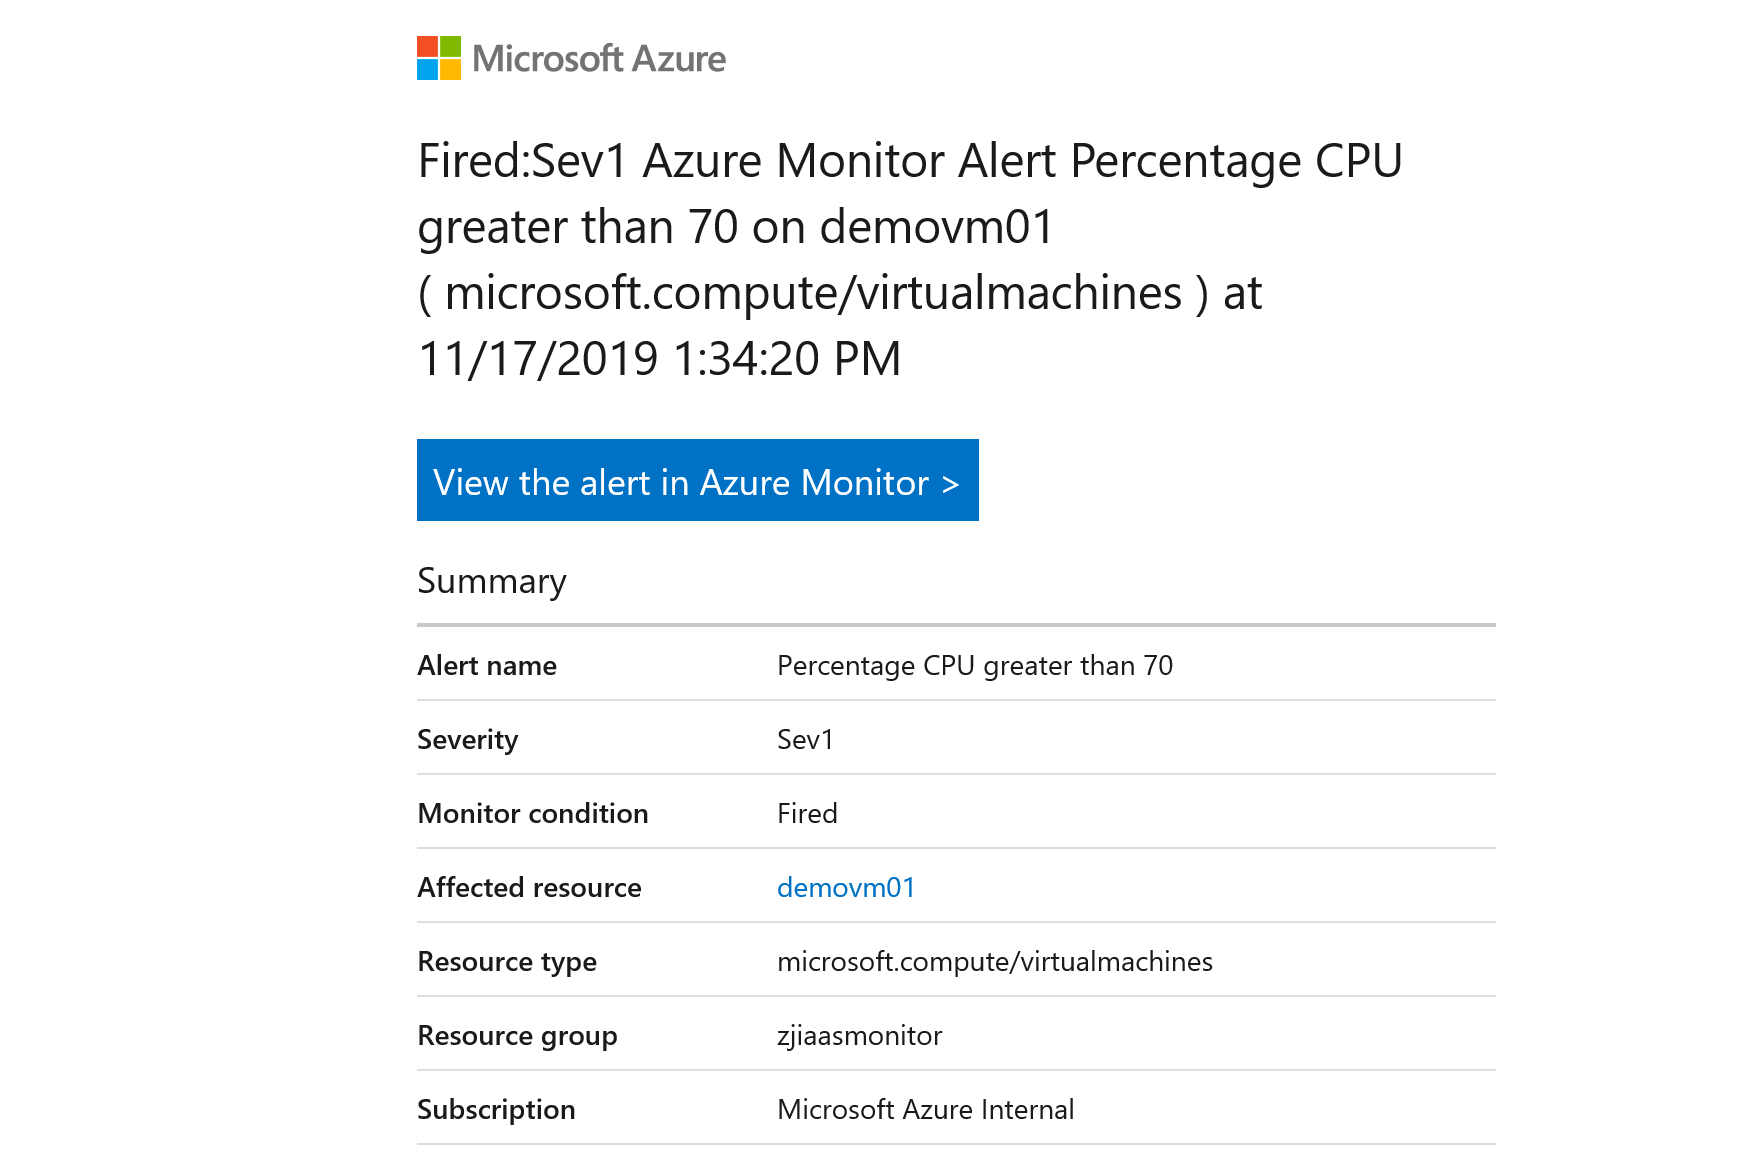 Microsoft Azure
Fired:Sev1 Azure Monitor Alert Percentage CPU
greater than 70 on demovm01
( microsoft.compute/virtualmachines ) at
11/17/2019 1:34:20 PM
View the alert in Azure Monitor >
Summary
Alert name Percentage CPU greater than 70
Severity Sev1
Monitor condition Fired
Affected resource demovm01
Resource type microsoft.compute/virtualmachines
Resource group zjiaasmonitor
Subscription Microsoft Azure Internal